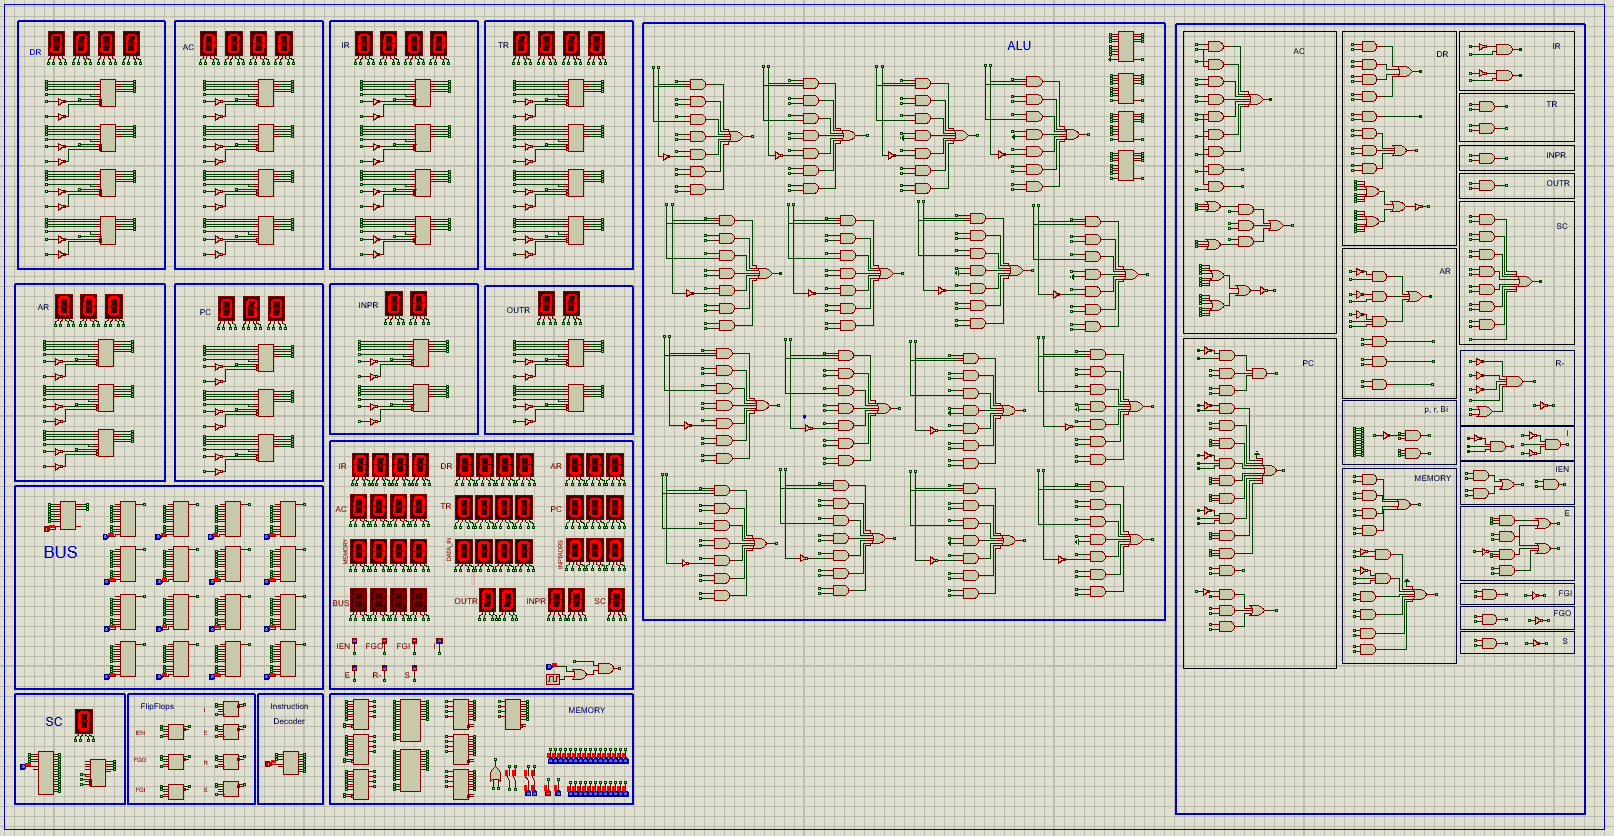 DR
AC
IR
TR
ALU
AC
DR
IR
TR
INPR
OUTR
SC
AR
PC
INPR
OUTR
AR
PC
R-
p, r, Bi
I
IEN
MEMORY
E
FGI
FGO
S
IR
DR
AR
AC
TR
PC
MEMORY
DATA_IN
BUS
OUTR
INPR
SC
BUS
IEN
FGO
FGI
I
E
R-
S
SC
FlipFlops
I
IEN
E
FGO
R
FGI
S
Instruction
Decoder
MEMORY